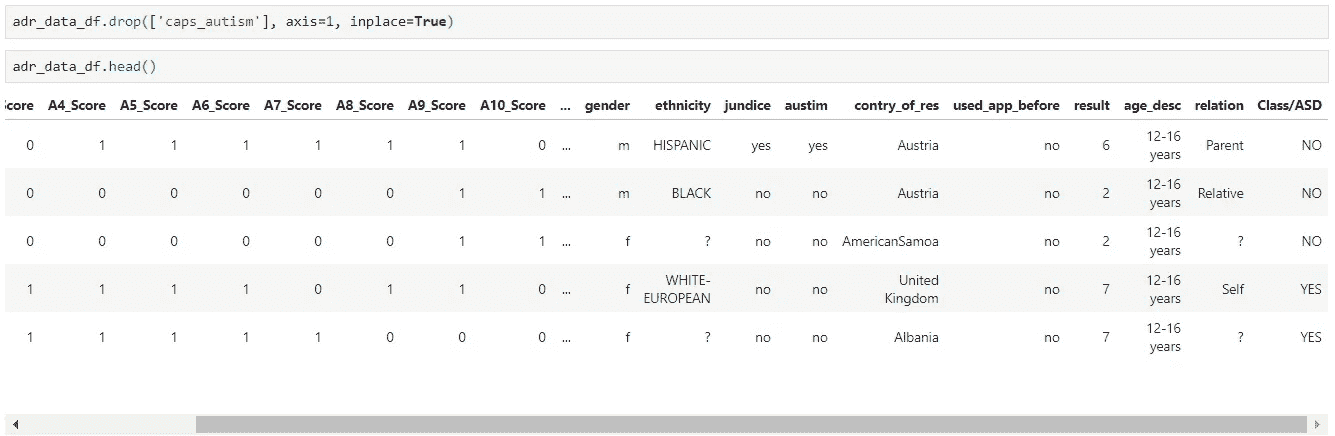 adr_data_df.drop(['caps_autism'], axis=1, inplace=True)
adr_data_df.head()
core A4_Score A5_Score A6_Score A7_Score A8_Score A9_Score A10_Score ... gender ethnicity jundice austim contry_of_res used_app_before result age_desc relation Class/ASD
0 1 1 1 1 1 1 0 ... m HISPANIC yes yes Austria no 6 12-16 years Parent NO
0 0 0 0 0 0 1 1 ... m BLACK no no Austria no 2 12-16 years Relative NO
0 0 0 0 0 0 1 1 ... f ? no no AmericanSamoa no 2 12-16 years ? NO
1 1 1 1 0 1 1 0 ... f WHITE-EUROPEAN no no United Kingdom no 7 12-16 years Self YES
1 1 1 1 1 0 0 0 ... f ? no no Albania no 7 12-16 years ? YES